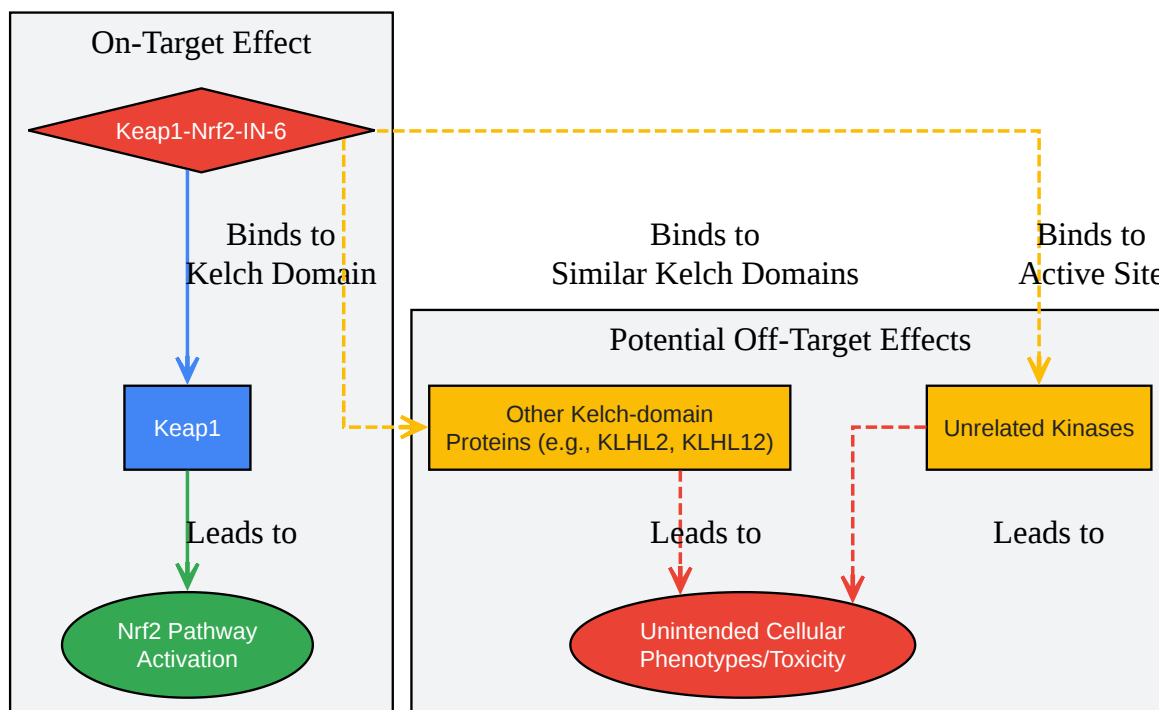 On-Target Effect
Keap1-Nrf2-IN-6
Binds to
Kelch Domain
Binds to
Similar Kelch Domains
Binds to
Active Site
Potential Off-Target Effects
Keap1
Other Kelch-domain
Proteins (e.g., KLHL2, KLHL12)
Unrelated Kinases
Leads to
Leads to
Leads to
Nrf2 Pathway
Activation
Unintended Cellular
Phenotypes/Toxicity